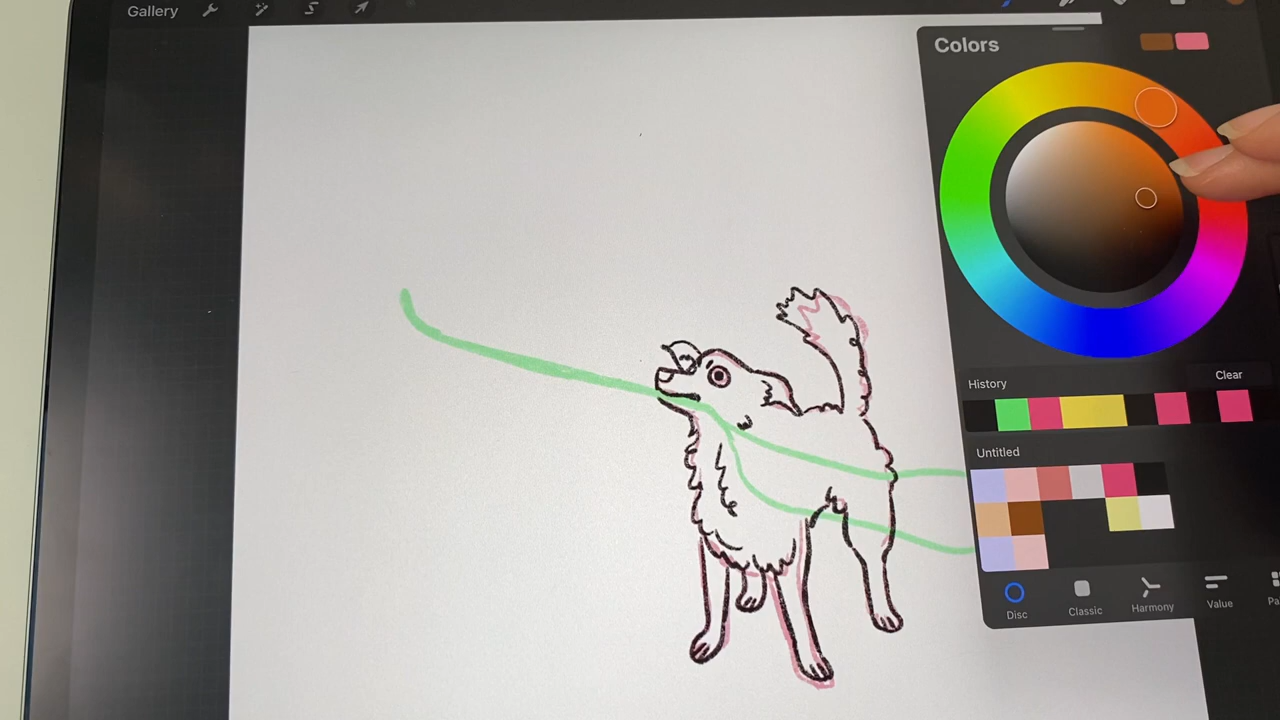 Gallery
Colors
History
Clear
Untitled
Disc
Classic
Harmony
Value